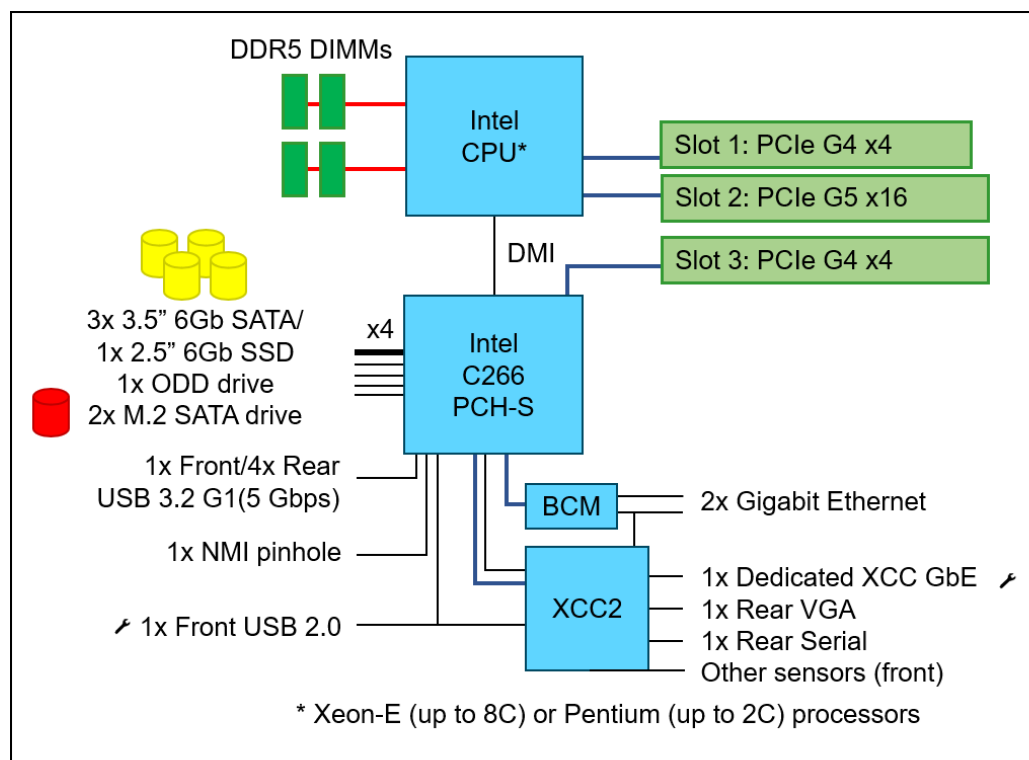 DDR5 DIMMs
Intel
CPU*
Slot 1: PCIe G4 x4
Slot 2: PCIe G5 x16
DMI
Slot 3: PCIe G4 x4
3x 3.5” 6Gb SATA/
1x 2.5” 6Gb SSD
1x ODD drive
2x M.2 SATA drive
x4
Intel
C266
PCH-S
1x Front/4x Rear
USB 3.2 G1(5 Gbps)
BCM
2x Gigabit Ethernet
1x NMI pinhole
XCC2
1x Dedicated XCC GbE
1x Rear VGA
1x Front USB 2.0
1x Rear Serial
Other sensors (front)
* Xeon-E (up to 8C) or Pentium (up to 2C) processors